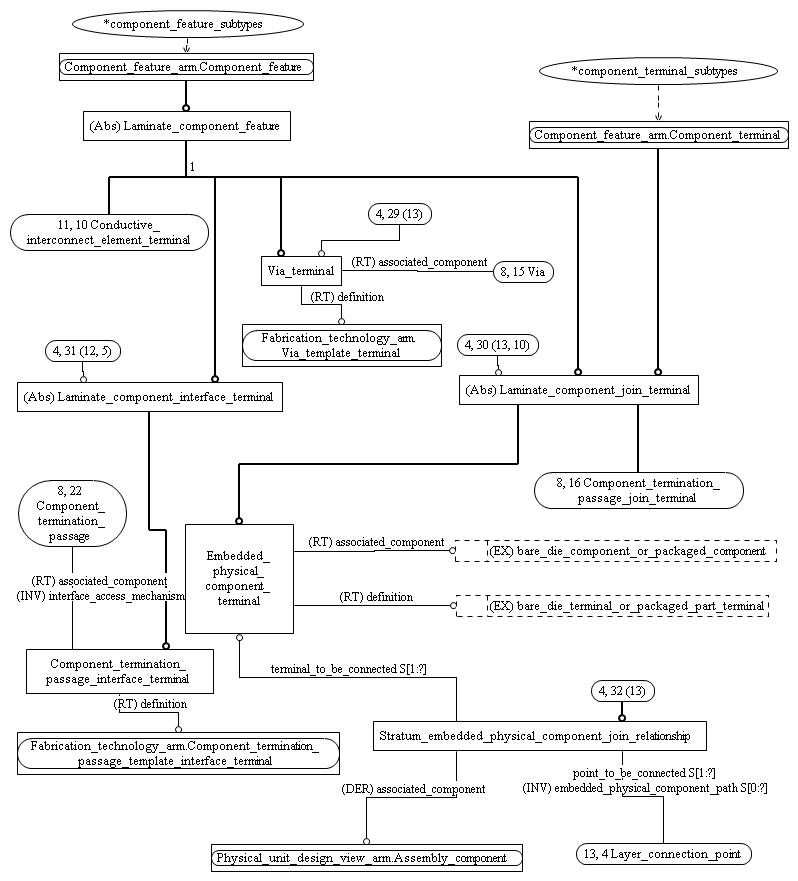 *component_feature_subtypes
Component_feature_arm.Component_feature
*component_terminal_subtypes
(Abs) Laminate_component_feature
Component_feature_arm.Component_terminal
1
11, 10 Conductive_
interconnect_element_terminal
4, 29 (13)
Via_terminal
(RT) associated_component
8, 15 Via
(RT) definition
Fabrication_technology_arm.
Via_template_terminal
4, 31 (12, 5)
4, 30 (13, 10)
(Abs) Laminate_component_interface_terminal
(Abs) Laminate_component_join_terminal
8, 22
Component_
termination_
passage
8, 16 Component_termination_
passage_join_terminal
Embedded_
physical_
component_
terminal
(RT) associated_component
(EX) bare_die_component_or_packaged_component
(RT) definition
(EX) bare_die_terminal_or_packaged_part_terminal
(RT) associated_component
(INV) interface_access_mechanism
Component_termination_
passage_interface_terminal
terminal_to_be_connected S[1:?]
(RT) definition
4, 32 (13)
Fabrication_technology_arm.Component_termination_
passage_template_interface_terminal
Stratum_embedded_physical_component_join_relationship
(DER) associated_component
point_to_be_connected S[1:?]
(INV) embedded_physical_component_path S[0:?]
Physical_unit_design_view_arm.Assembly_component
13, 4 Layer_connection_point